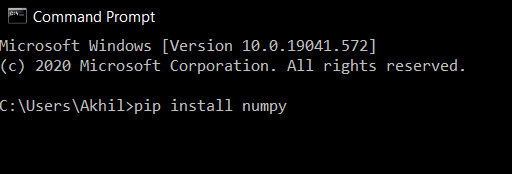 Command Prompt
Microsoft Windows [Version 10.0.19041.572]
(c) 2020 Microsoft Corporation. All rights reserved.
C:\Users\Akhil>pip install numpy